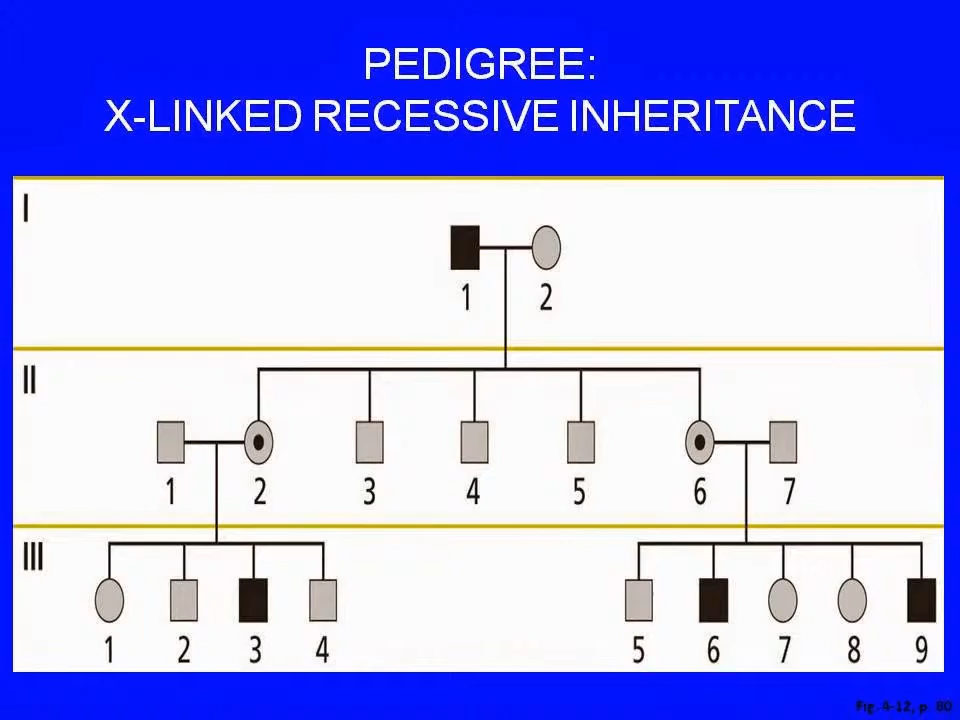 PEDIGREE:
X-LINKED RECESSIVE INHERITANCE
I
1 2
II
1 2 3 4 5 6 7
III
1 2 3 4 5 6 7 8 9
Fig. 4-12, p. 80